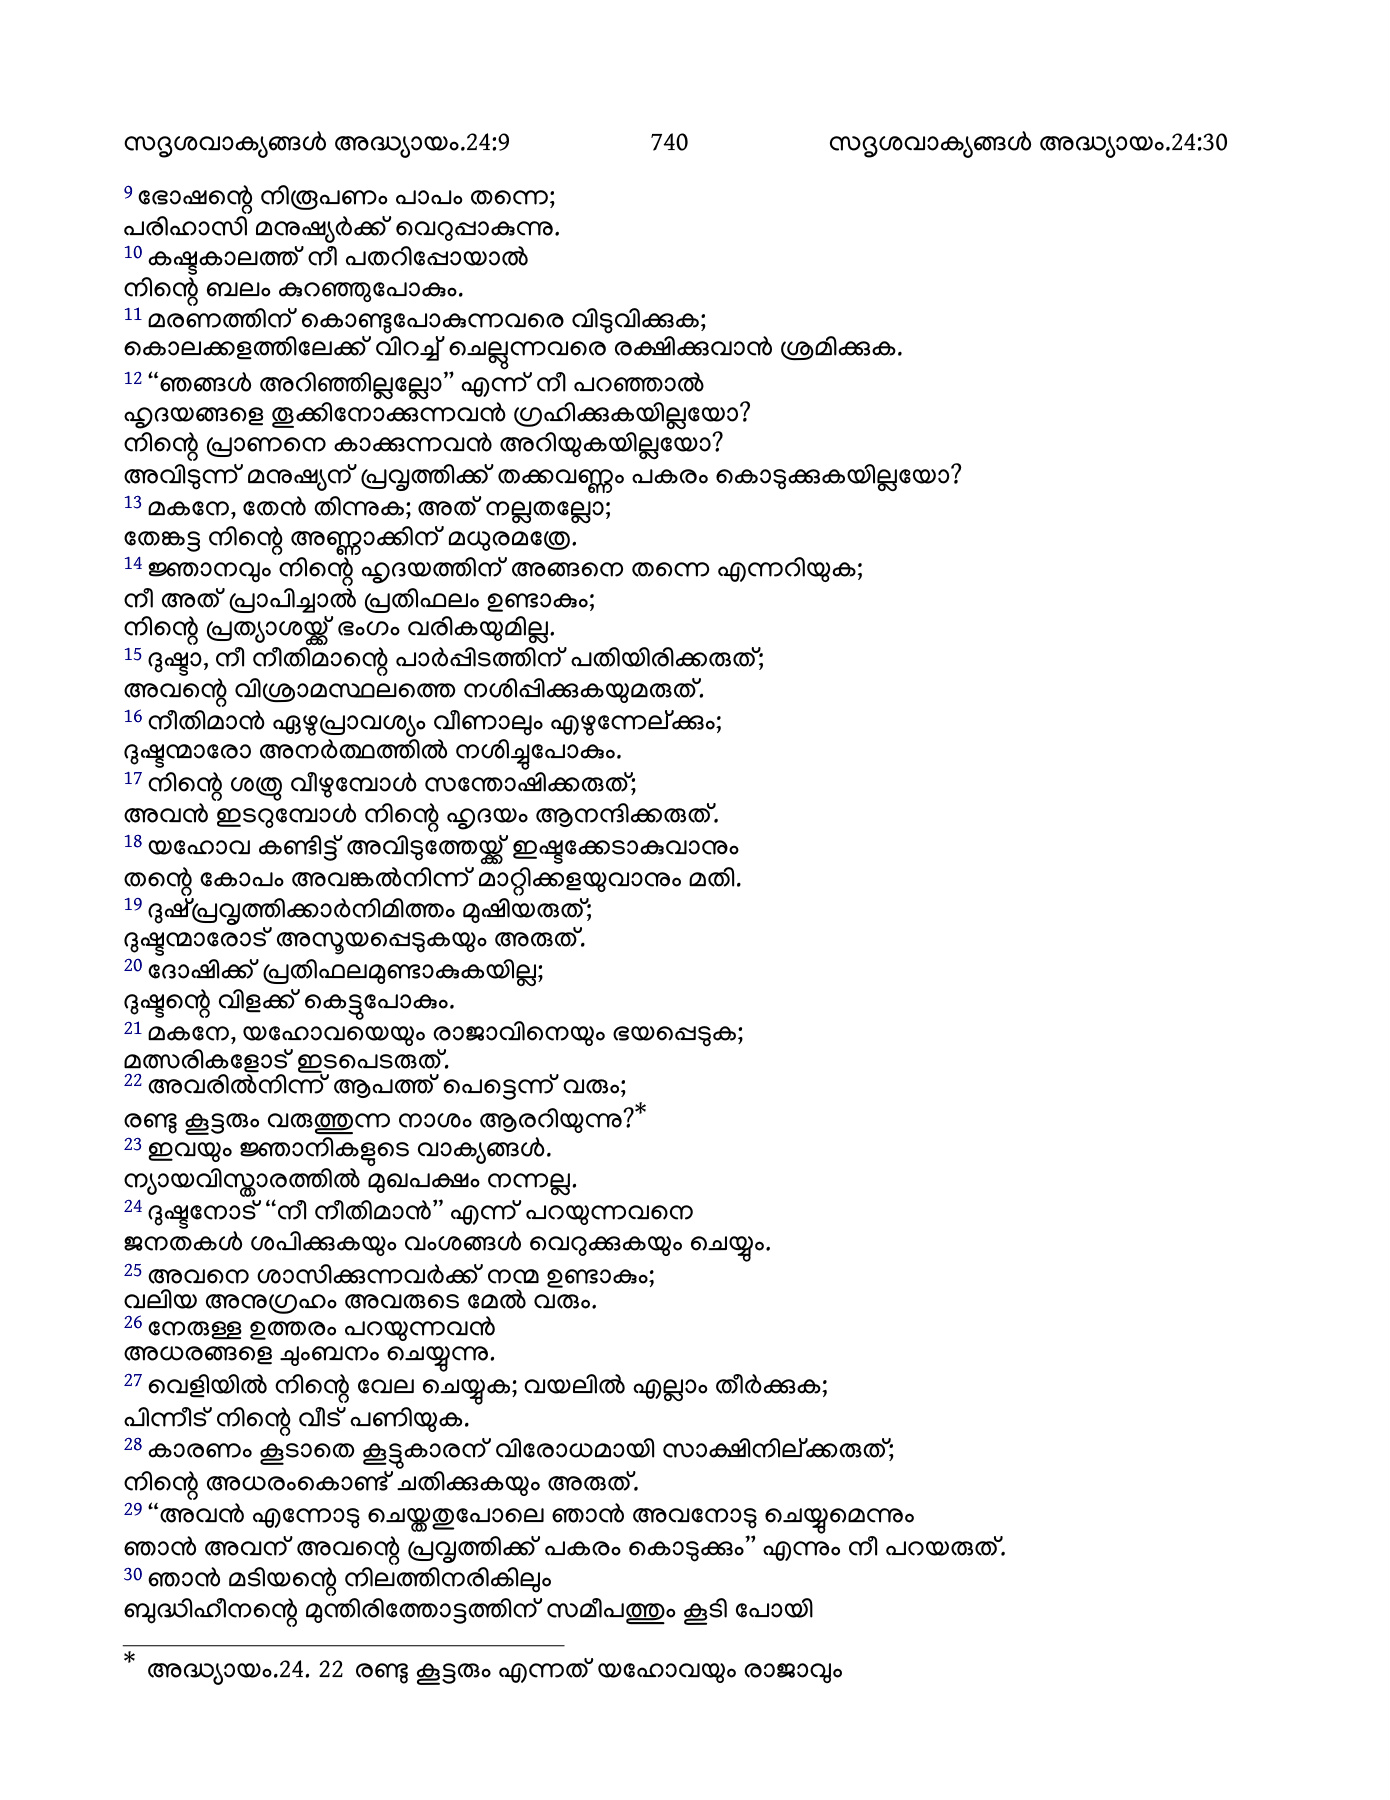 സദൃശവാക്യങ്ങൾ അദ്ധ്യായം.24:9 740 സദൃശവാക്യങ്ങൾ അദ്ധ്യായം.24:30
9 ഭോഷന്റെ നിരൂപണം പാപം തന്നെ;
പരിഹാസി മനുഷ്യർക്ക് വെറുപ്പാകുന്നു.
10 കഷ്ടകാലത്ത് നീ പതറിപ്പോയാൽ
നിന്റെ ബലം കുറഞ്ഞുപോകും.
11 മരണത്തിന് കൊണ്ടുപോകുന്നവരെ വിടുവിക്കുക;
കൊലക്കളത്തിലേക്ക് വിറച്ച് ചെല്ലുന്നവരെ രക്ഷിക്കുവാൻ ശ്രമിക്കുക.
12 “ഞങ്ങൾ അറിഞ്ഞില്ലല്ലോ” എന്ന് നീ പറഞ്ഞാൽ
ഹൃദയങ്ങളെ തൂക്കിനോക്കുന്നവൻ ഗ്രഹിക്കുകയില്ലയോ?
നിന്റെ പ്രാണനെ കാക്കുന്നവൻ അറിയുകയില്ലയോ?
അവിടുന്ന് മനുഷ്യന് പ്രവൃത്തിക്ക് തക്കവണ്ണം പകരം കൊടുക്കുകയില്ലയോ?
13 മകനേ, തേൻ തിന്നുക; അത് നല്ലതല്ലോ;
തേങ്കട്ട നിന്റെ അണ്ണാക്കിന് മധുരമത്രേ.
14 ജ്ഞാനവും നിന്റെ ഹൃദയത്തിന് അങ്ങനെ തന്നെ എന്നറിയുക;
നീ അത് പ്രാപിച്ചാൽ പ്രതിഫലം ഉണ്ടാകും;
നിന്റെ പ്രത്യാശയ്ക്ക് ഭംഗം വരികയുമില്ല.
15 ദുഷ്ടാ, നീ നീതിമാന്റെ പാർപ്പിടത്തിന് പതിയിരിക്കരുത്;
അവന്റെ വിശ്രാമസ്ഥലത്തെ നശിപ്പിക്കുകയുമരുത്.
16 നീതിമാൻ ഏഴുപ്രാവശ്യം വീണാലും എഴുന്നേല്ക്കും;
ദുഷ്ടന്മാരോ അനർത്ഥത്തിൽ നശിച്ചുപോകും.
17 നിന്റെ ശത്രു വീഴുമ്പോൾ സന്തോഷിക്കരുത്;
അവൻ ഇടറുമ്പോൾ നിന്റെ ഹൃദയം ആനന്ദിക്കരുത്.
18 യഹോവ കണ്ടിട്ട് അവിടുത്തേയ്ക്ക് ഇഷ്ടക്കേടാകുവാനും
തന്റെ കോപം അവങ്കൽനിന്ന് മാറ്റിക്കളയുവാനും മതി.
19 ദുഷ്‌പ്രവൃത്തിക്കാർനിമിത്തം മുഷിയരുത്;
ദുഷ്ടന്മാരോട് അസൂയപ്പെടുകയും അരുത്.
20 ദോഷിക്ക് പ്രതിഫലമുണ്ടാകുകയില്ല;
ദുഷ്ടന്റെ വിളക്ക് കെട്ടുപോകും.
21 മകനേ, യഹോവയെയും രാജാവിനെയും ഭയപ്പെടുക;
മത്സരികളോട് ഇടപെടരുത്.
22 അവരിൽനിന്ന് ആപത്ത് പെട്ടെന്ന് വരും;
രണ്ടു കൂട്ടരും വരുത്തുന്ന നാശം ആരറിയുന്നു?*
23 ഇവയും ജ്ഞാനികളുടെ വാക്യങ്ങൾ.
ന്യായവിസ്താരത്തിൽ മുഖപക്ഷം നന്നല്ല.
24 ദുഷ്ടനോട് “നീ നീതിമാൻ” എന്ന് പറയുന്നവനെ
ജനതകൾ ശപിക്കുകയും വംശങ്ങൾ വെറുക്കുകയും ചെയ്യും.
25 അവനെ ശാസിക്കുന്നവർക്ക് നന്മ ഉണ്ടാകും;
വലിയ അനുഗ്രഹം അവരുടെ മേൽ വരും.
26 നേരുള്ള ഉത്തരം പറയുന്നവൻ
അധരങ്ങളെ ചുംബനം ചെയ്യുന്നു.
27 വെളിയിൽ നിന്റെ വേല ചെയ്യുക; വയലിൽ എല്ലാം തീർക്കുക;
പിന്നീട് നിന്റെ വീട് പണിയുക.
28 കാരണം കൂടാതെ കൂട്ടുകാരന് വിരോധമായി സാക്ഷിനില്ക്കരുത്;
നിന്റെ അധരംകൊണ്ട് ചതിക്കുകയും അരുത്.
29 “അവൻ എന്നോടു ചെയ്തതുപോലെ ഞാൻ അവനോടു ചെയ്യുമെന്നും
ഞാൻ അവന് അവന്റെ പ്രവൃത്തിക്ക് പകരം കൊടുക്കും” എന്നും നീ പറയരുത്.
30 ഞാൻ മടിയന്റെ നിലത്തിനരികിലും
ബുദ്ധിഹീനന്റെ മുന്തിരിത്തോട്ടത്തിന് സമീപത്തും കൂടി പോയി
* അദ്ധ്യായം.24. 22 രണ്ടു കൂട്ടരും എന്നത് യഹോവയും രാജാവും